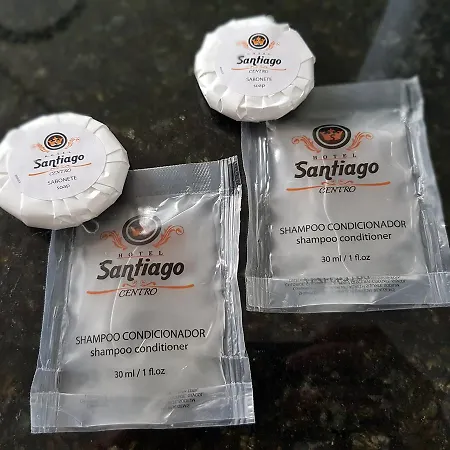 HOTEL
Santiago
CENTRO
SABONETE
soap
HOTEL
Santiago
CENTRO
SABONETE
soap
HOTEL
Santiago
CENTRO
SHAMPOO CONDICIONADOR
shampoo conditioner
30 ml / 1 fl.oz
HOTEL
Santiago
CENTRO
SHAMPOO CONDICIONADOR
shampoo conditioner
30 ml / 1 fl.oz